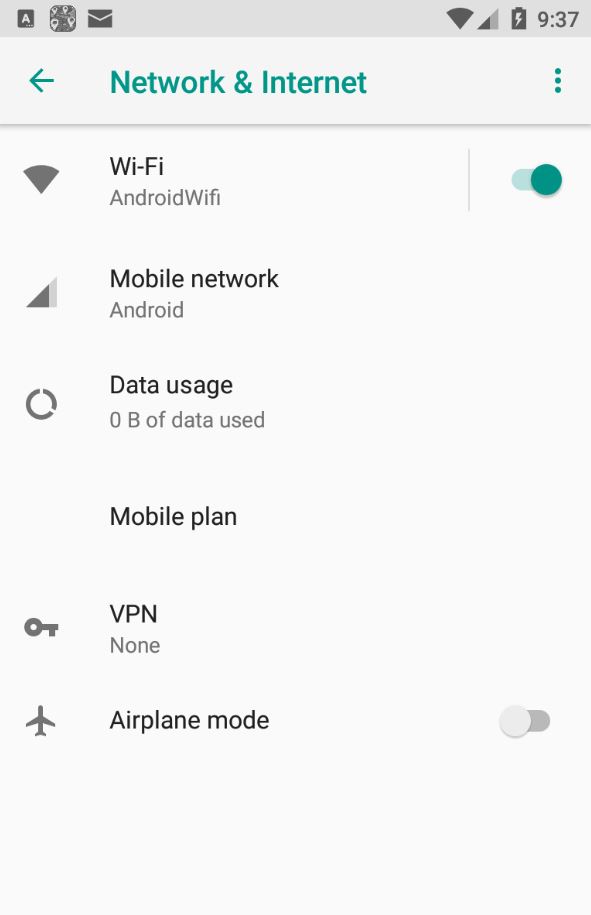 9:37
Network & Internet
Wi-Fi
AndroidWifi
Mobile network
Android
Data usage
0 B of data used
Mobile plan
VPN
None
Airplane mode